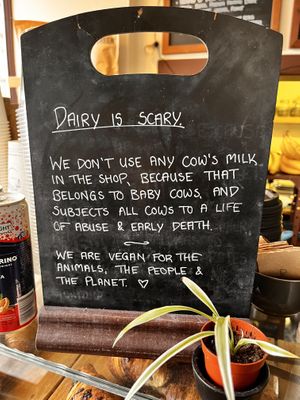 DAIRY IS SCARY.
WE DON'T USE ANY COW'S MILK
IN THE SHOP, BECAUSE THAT
BELONGS TO BABY COWS, AND
SUBJECTS ALL COWS TO A LIFE
OF ABUSE & EARLY DEATH.
WE ARE VEGAN FOR THE
ANIMALS, THE PEOPLE &
THE PLANET. ♡